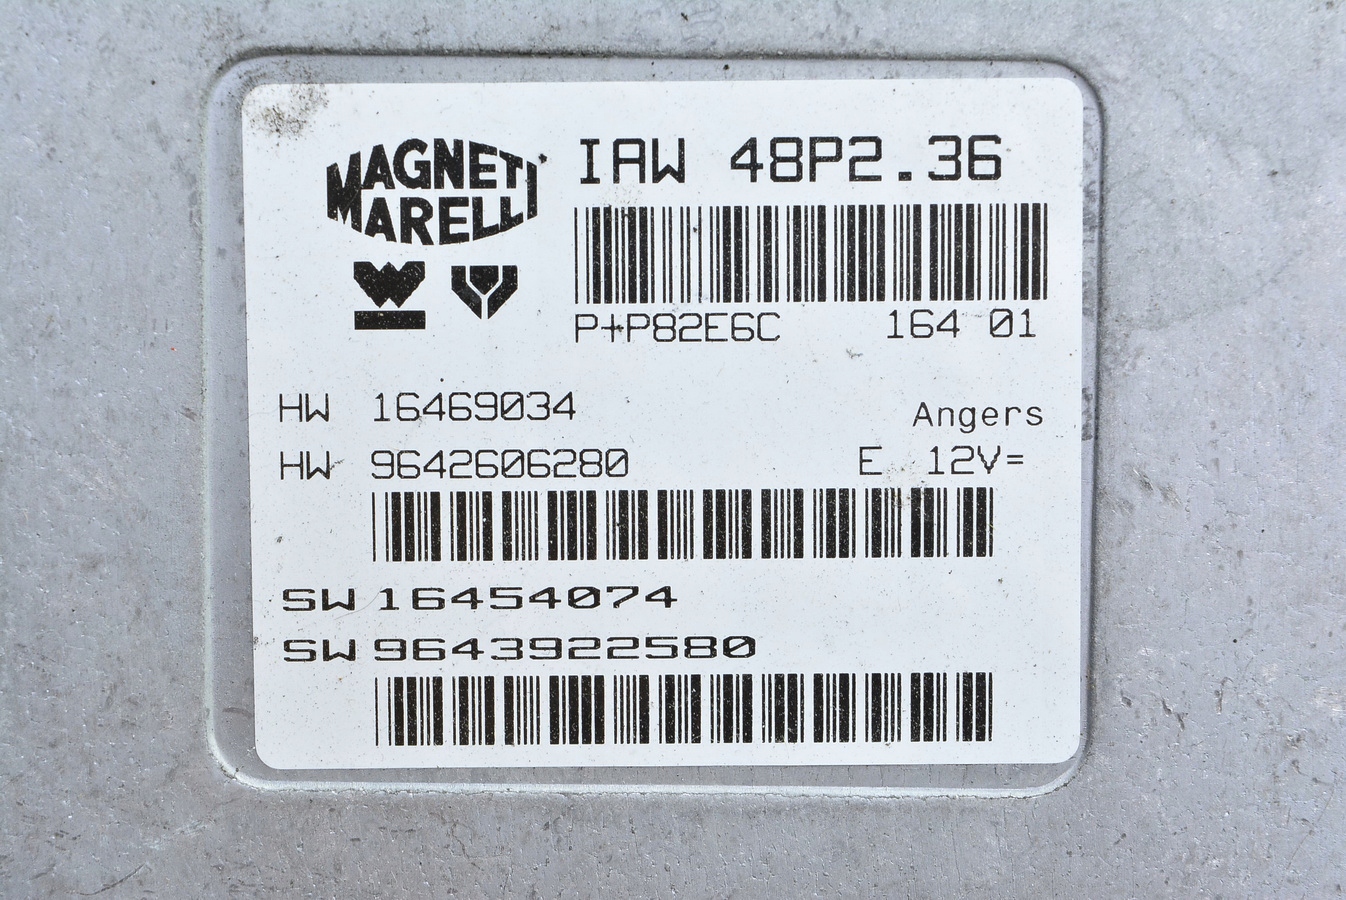 MAGNETI
MARELLI
IAW 48P2.36
P+P82E6C 164 01
HW 16469034
Angers
HW 9642606280 E 12V=
SW 16454074
SW 9643922580